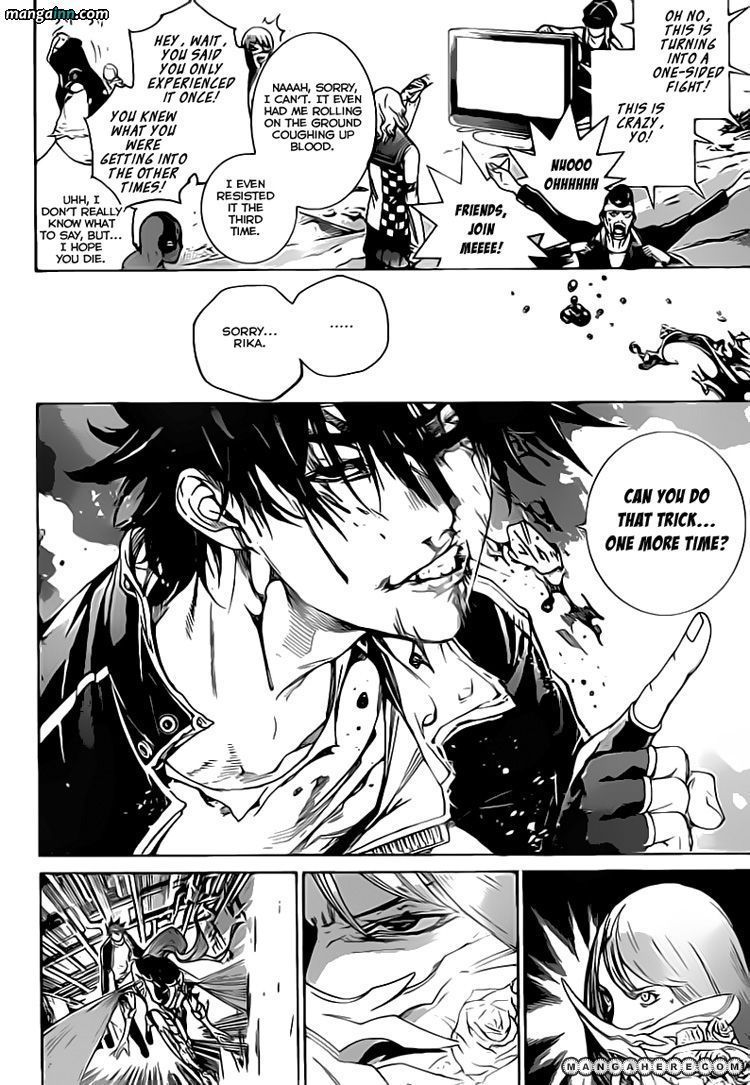 mangainn.com
OH NO,
THIS IS
TURNING
INTO A
ONE-SIDED
FIGHT!
THIS IS
CRAZY,
YO!
NUOOO
OHHHHHH
FRIENDS,
JOIN
MEEEE!
NAAAH, SORRY,
I CAN'T. IT EVEN
HAD ME ROLLING
ON THE GROUND
COUGHING UP
BLOOD.
I EVEN
RESISTED
IT THE
THIRD
TIME.
HEY, WAIT,
YOU SAID
YOU ONLY
EXPERIENCED
IT ONCE!
YOU KNEW
WHAT YOU
WERE
GETTING INTO
THE OTHER
TIMES!
UHH, I
DON'T REALLY
KNOW WHAT
TO SAY, BUT...
I HOPE
YOU DIE.
.....
SORRY...
RIKA.
CAN YOU DO
THAT TRICK...
ONE MORE TIME?
MANGAHERE.COM